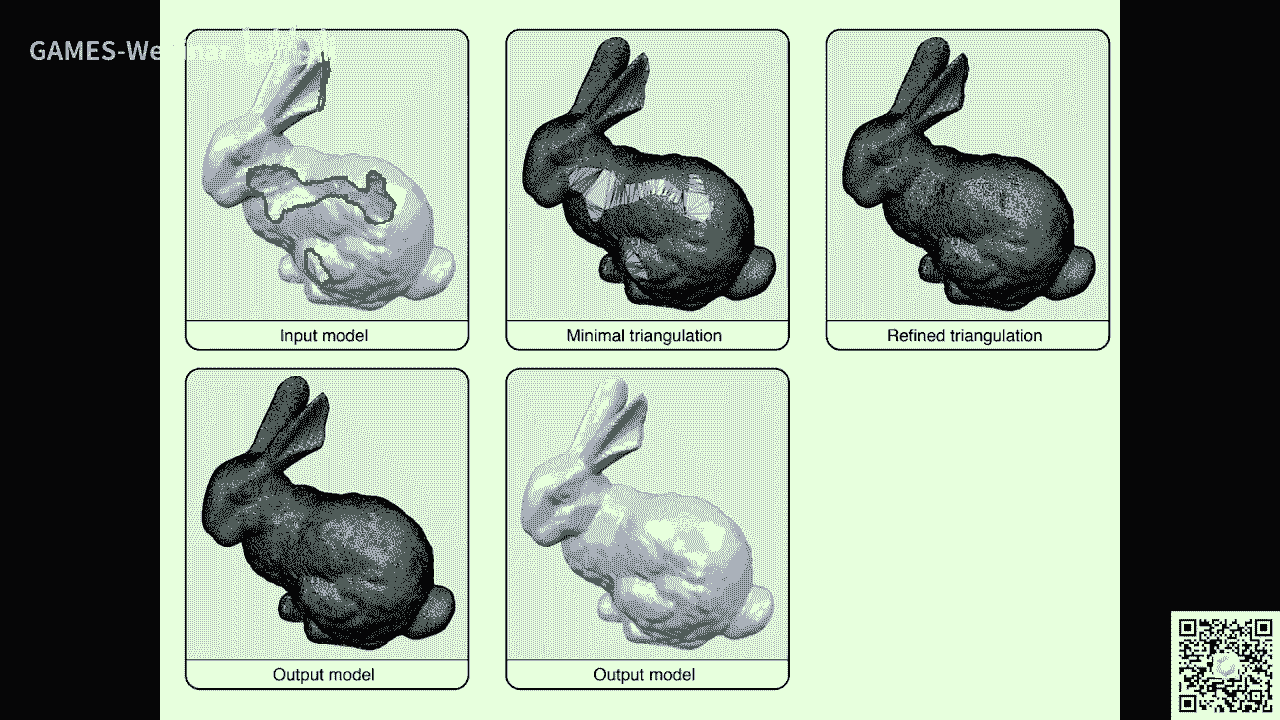 GAMES-We
Input model
Minimal triangulation
Refined triangulation
Output model
Output model